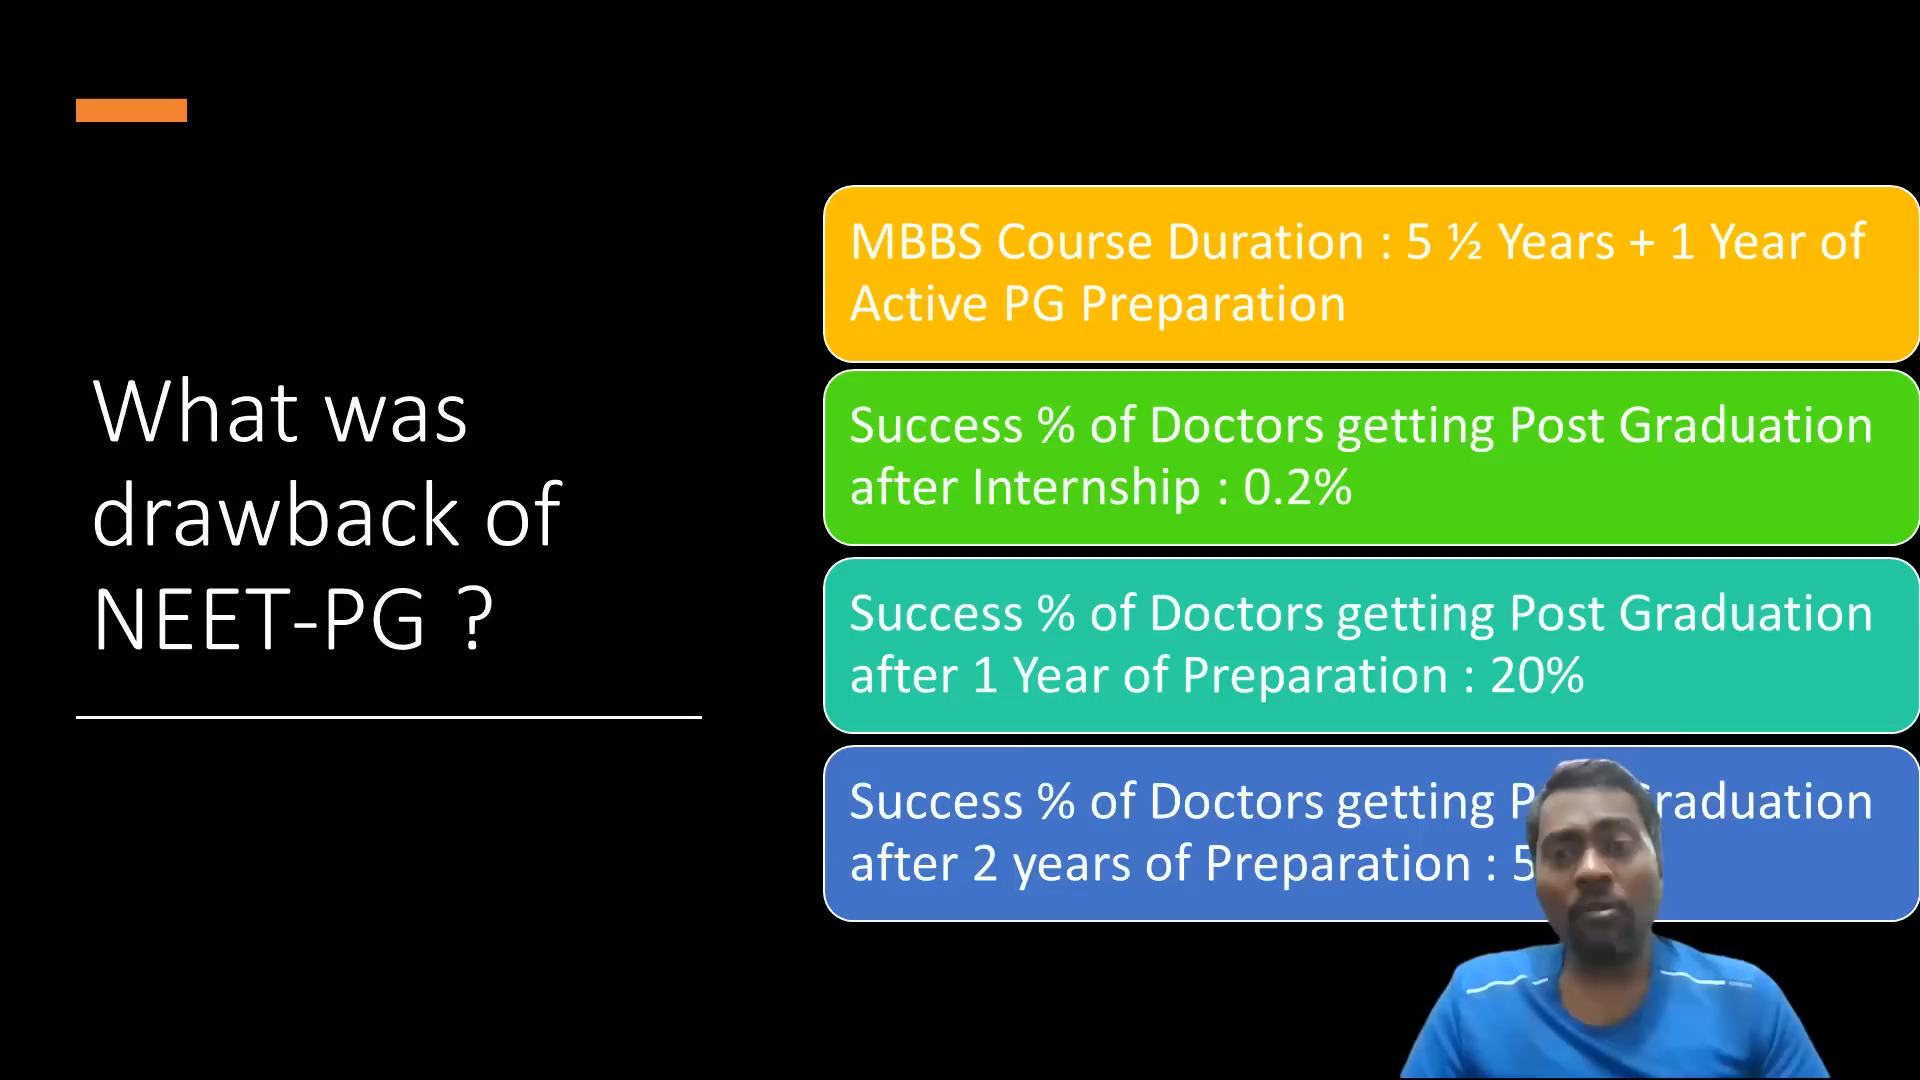 What was
drawback of
NEET-PG ?
MBBS Course Duration : 5 ½ Years + 1 Year of
Active PG Preparation
Success % of Doctors getting Post Graduation
after Internship : 0.2%
Success % of Doctors getting Post Graduation
after 1 Year of Preparation : 20%
Success % of Doctors getting
after 2 years of Preparation :